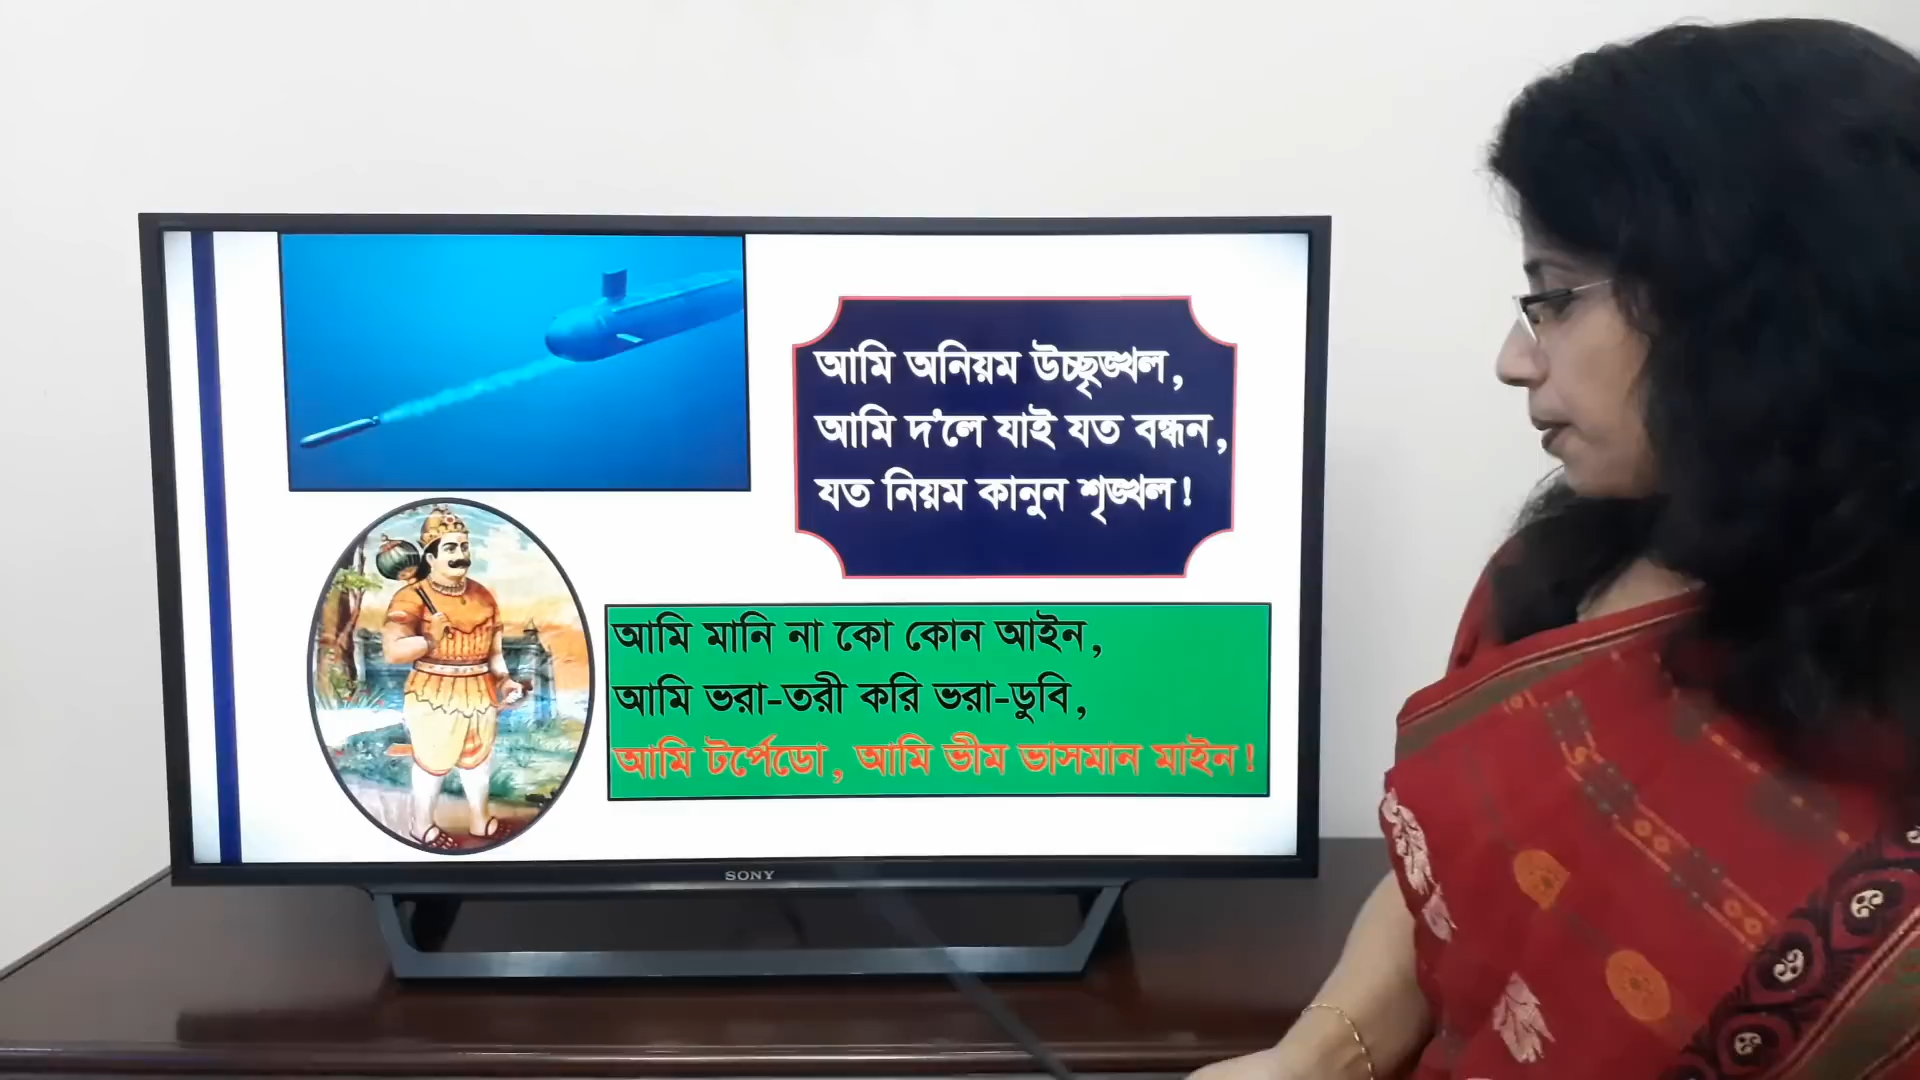 আমি অনিয়ম উচ্ছৃঙ্খল,
আমি দ'লে যাই যত বন্ধন,
যত নিয়ম কানুন শৃঙ্খল!
আমি মানি না কো কোন আইন,
আমি ভরা-তরী করি ভরা-ডুবি,
আমি টর্পেডো, আমি ভীম ভাসমান মাইন!
SONY